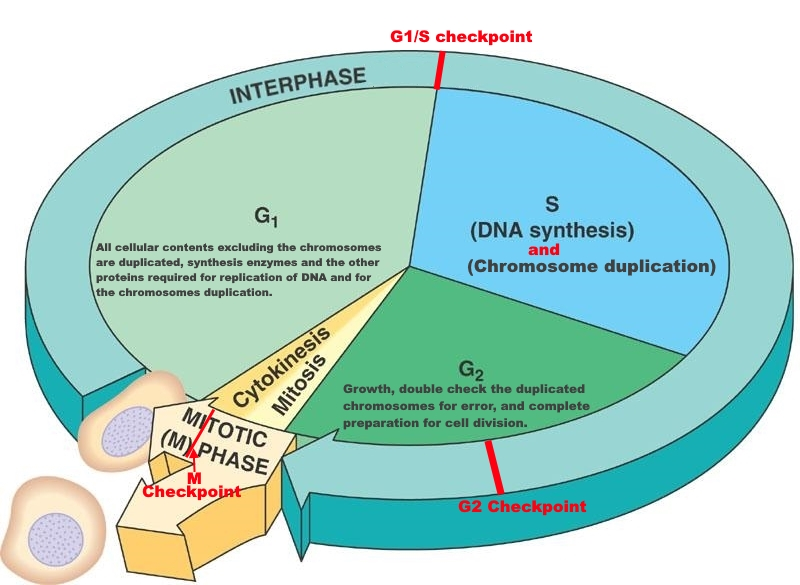 G1/S checkpoint
INTERPHASE
G1
All cellular contents excluding the chromosomes
are duplicated, synthesis enzymes and the other
proteins required for replication of DNA and for
the chromosomes duplication.
S
(DNA synthesis)
and
(Chromosome duplication)
Cytokinesis
Mitosis
G2
Growth, double check the duplicated
chromosomes for error, and complete
preparation for cell division.
MITOTIC
(M) PHASE
M
Checkpoint
G2 Checkpoint